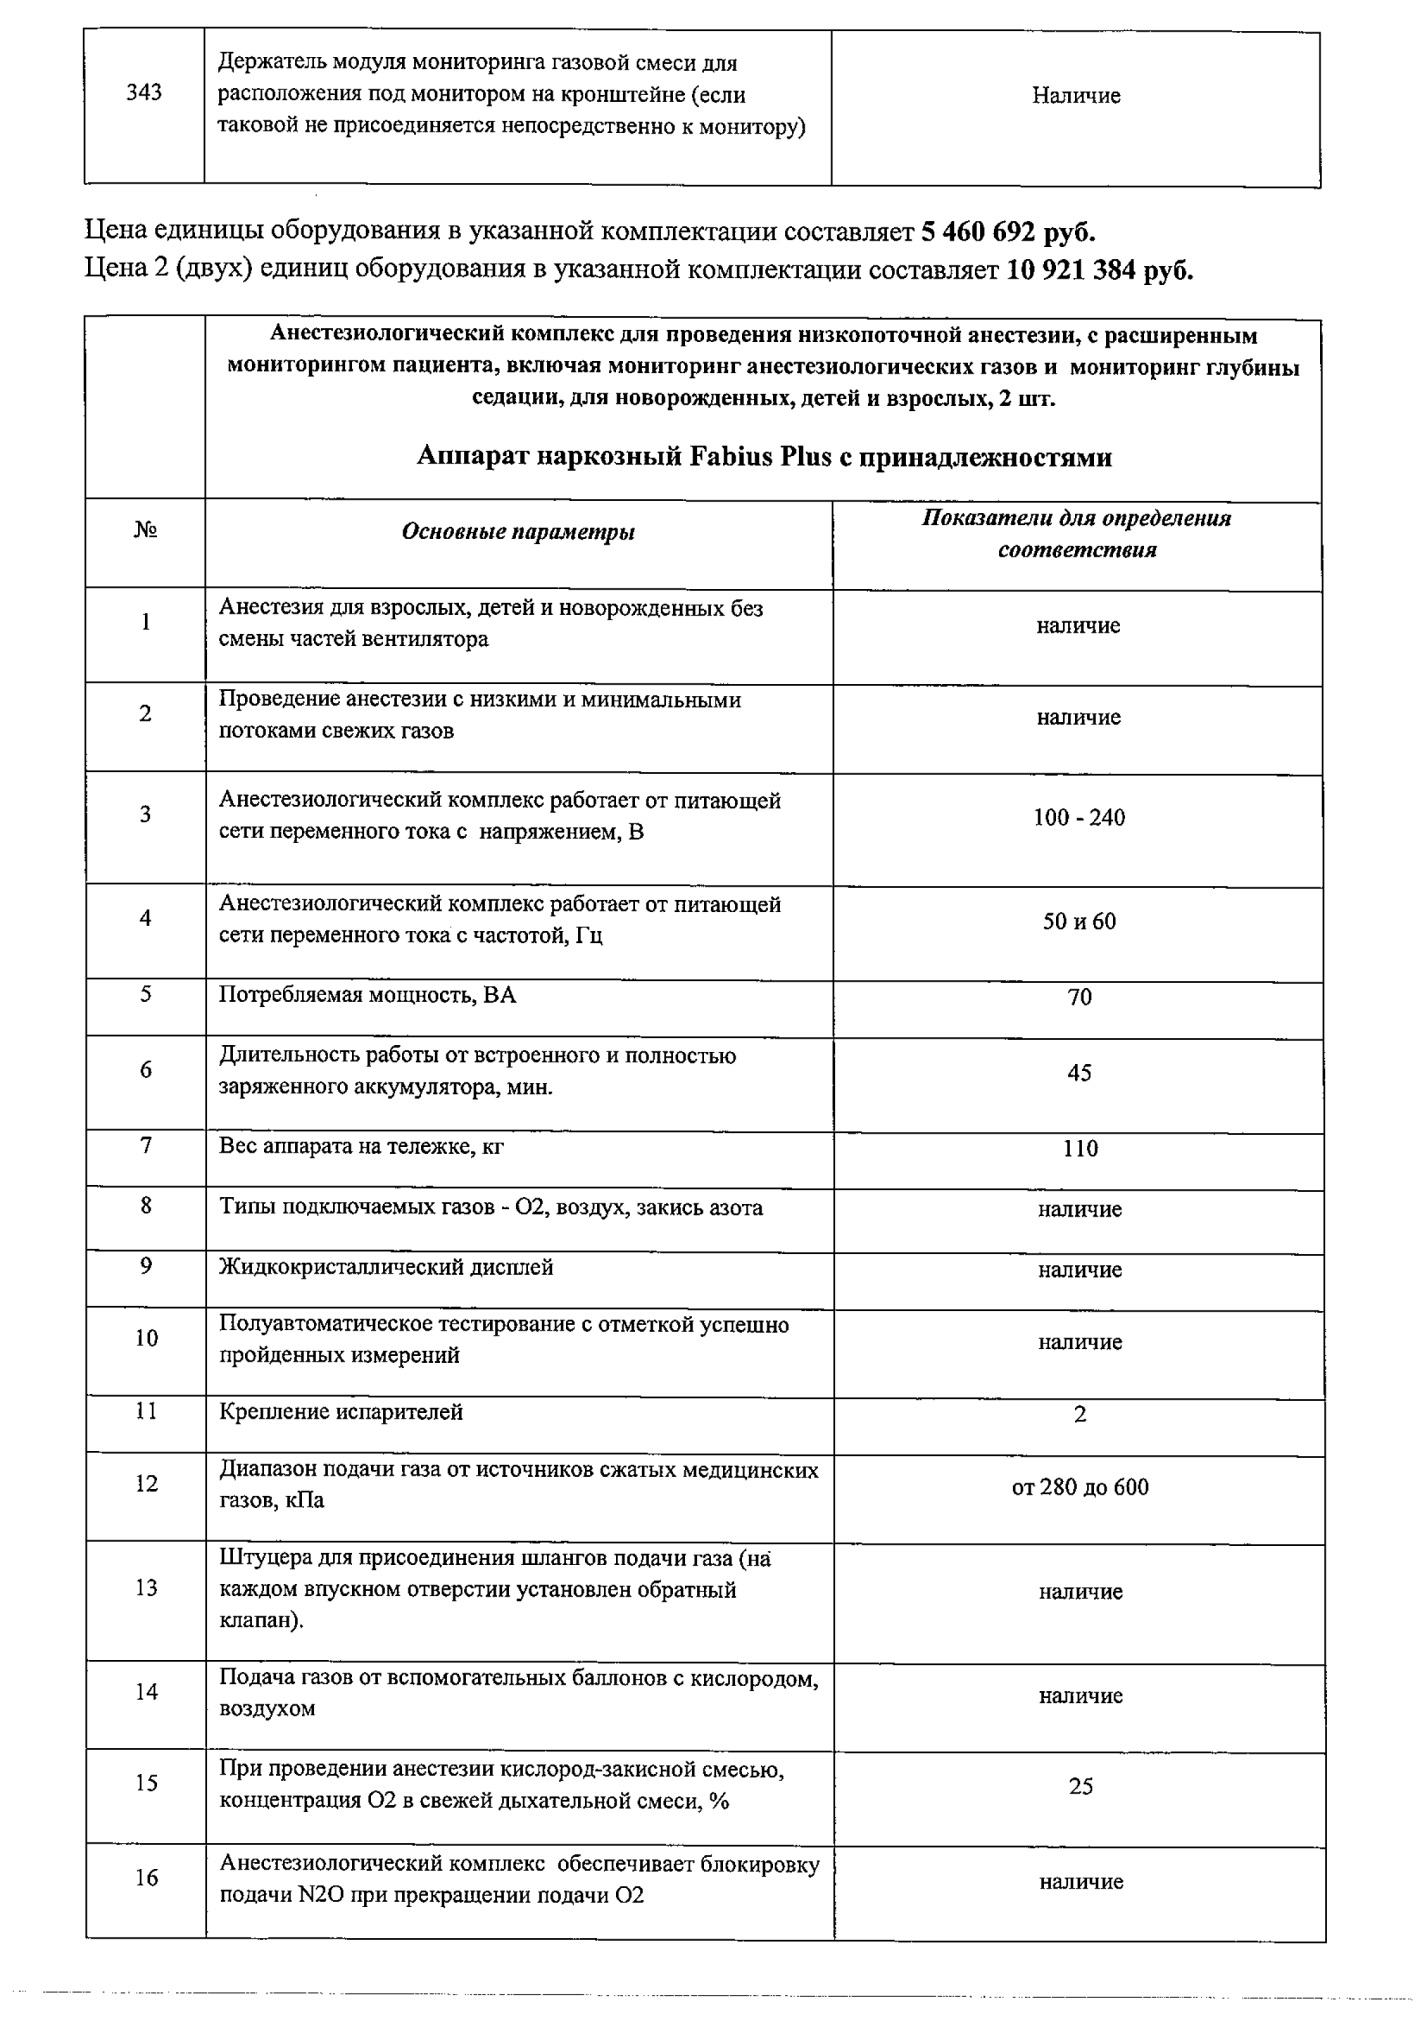 343
Держатель модуля мониторинга газовой смеси для
расположения под монитором на кронштейне (если
таковой не присоединяется непосредственно к монитору)
Наличие
Цена единицы оборудования в указанной комплектации составляет 5 460 692 руб.
Цена 2 (двух) единиц оборудования в указанной комплектации составляет 10 921 384 руб.
Анестезиологический комплекс для проведения низкопоточной анестезии, с расширенным
мониторингом пациента, включая мониторинг анестезиологических газов и мониторинг глубины
седации, для новорожденных, детей и взрослых, 2 шт.
Аппарат наркозный Fabius Plus с принадлежностями
№
Основные параметры
Показатели для определения
соответствия
1
Анестезия для взрослых, детей и новорожденных без
смены частей вентилятора
наличие
2
Проведение анестезии с низкими и минимальными
потоками свежих газов
наличие
3
Анестезиологический комплекс работает от питающей
сети переменного тока с напряжением, В
100 - 240
4
Анестезиологический комплекс работает от питающей
сети переменного тока с частотой, Гц
50 и 60
5
Потребляемая мощность, ВА
70
6
Длительность работы от встроенного и полностью
заряженного аккумулятора, мин.
45
7
Вес аппарата на тележке, кг
110
8
Типы подключаемых газов - О2, воздух, закись азота
наличие
9
Жидкокристаллический дисплей
наличие
10
Полуавтоматическое тестирование с отметкой успешно
пройденных измерений
наличие
11
Крепление испарителей
2
12
Диапазон подачи газа от источников сжатых медицинских
газов, кПа
от 280 до 600
13
Штуцера для присоединения шлангов подачи газа (на
каждом впускном отверстии установлен обратный
клапан).
наличие
14
Подача газов от вспомогательных баллонов с кислородом,
воздухом
наличие
15
При проведении анестезии кислород-закисной смесью,
концентрация О2 в свежей дыхательной смеси, %
25
16
Анестезиологический комплекс обеспечивает блокировку
подачи N2O при прекращении подачи О2
наличие